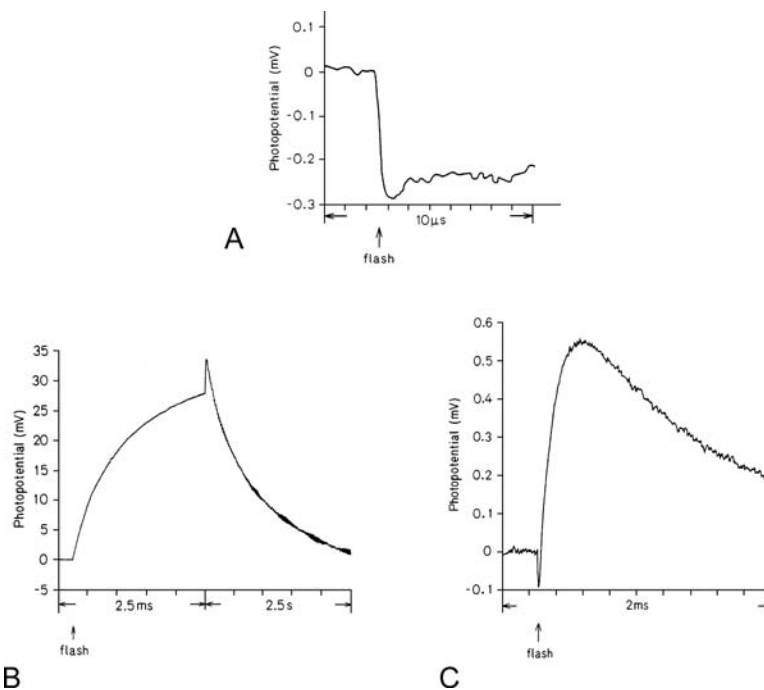 0.1
0
-0.1
-0.2
-0.3
Photopotential (mV)
10μs
flash
A
35
30
25
20
15
10
5
0
-5
Photopotential (mV)
2.5ms
2.5s
flash
B
0.6
0.5
0.4
0.3
0.2
0.1
0
-0.1
Photopotential (mV)
2ms
flash
C